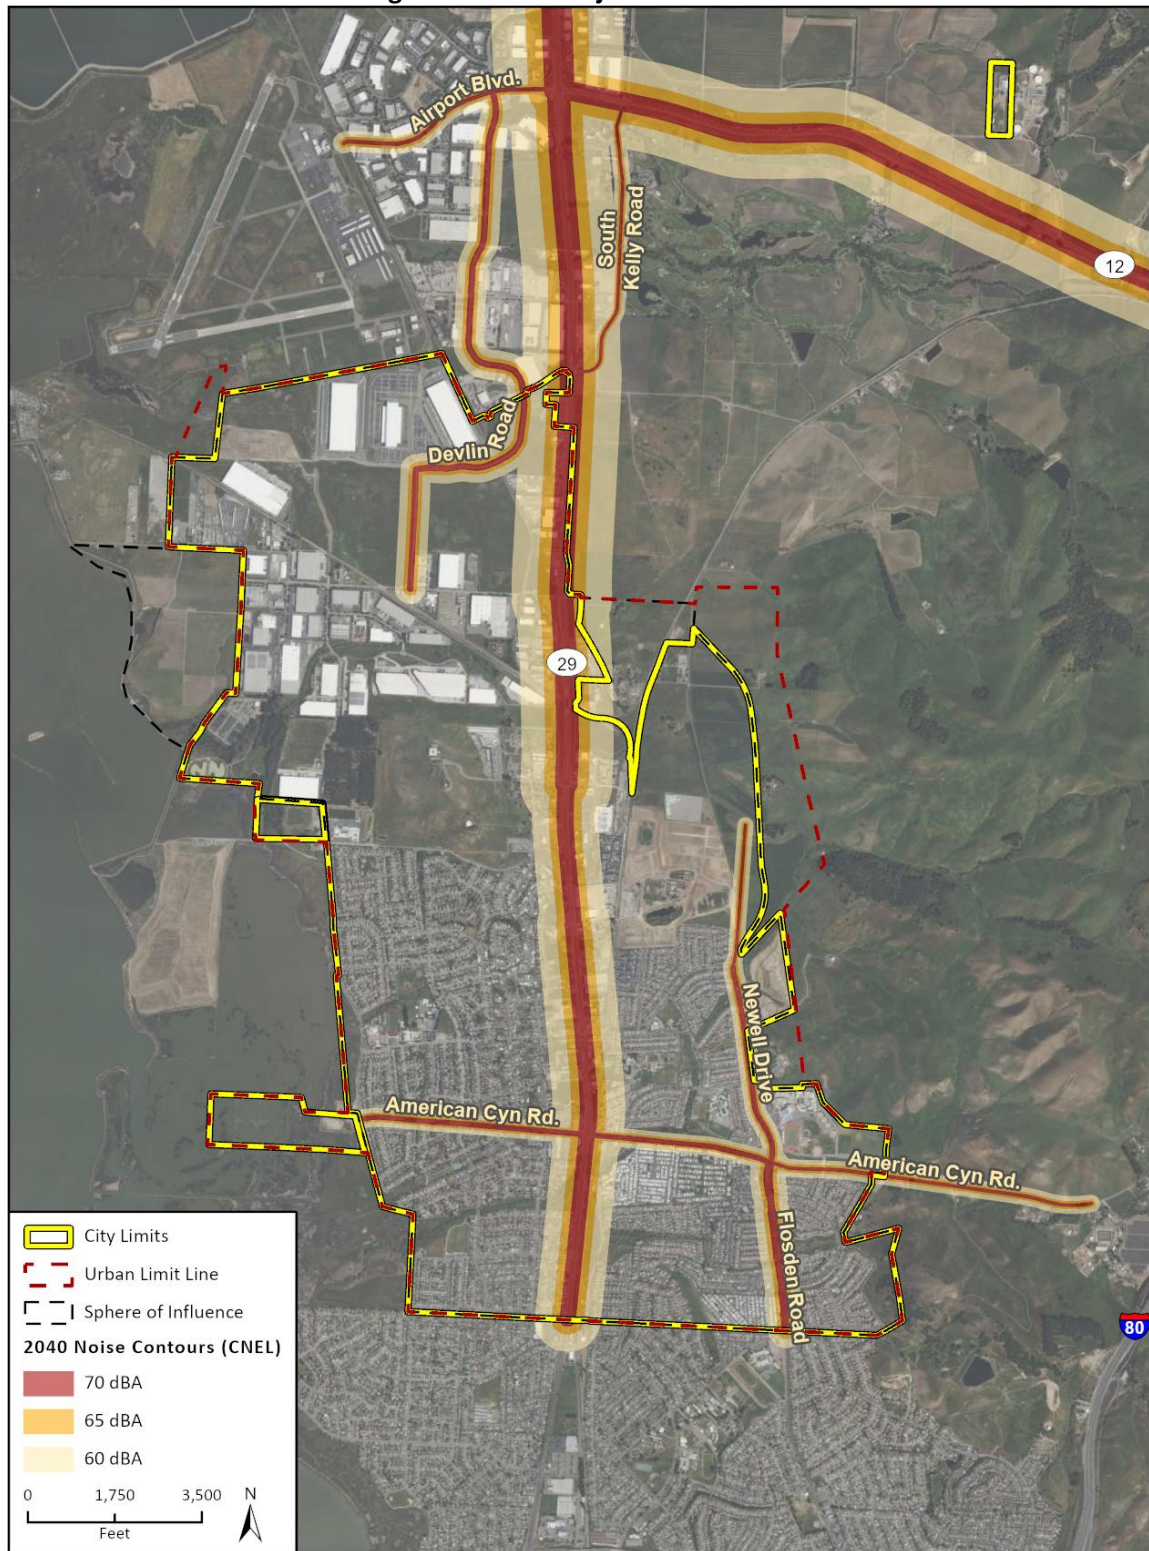 Airport Blvd.
South
Kelly Road
12
Devlin Road
29
Newell Drive
American Cyn Rd.
American Cyn Rd.
Flosden Road
80
City Limits
Urban Limit Line
Sphere of Influence
2040 Noise Contours (CNEL)
70 dBA
65 dBA
60 dBA
0 1,750 3,500
Feet
N